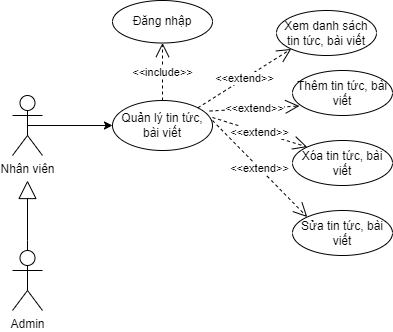 Đăng nhập
Xem danh sách
tin tức, bài viết
<<include>>
<<extend>>
Thêm tin tức, bài
viết
Quản lý tin tức,
bài viết
<<extend>>
<<extend>>
Xóa tin tức, bài
viết
<<extend>>
Nhân viên
Sửa tin tức, bài
viết
Admin